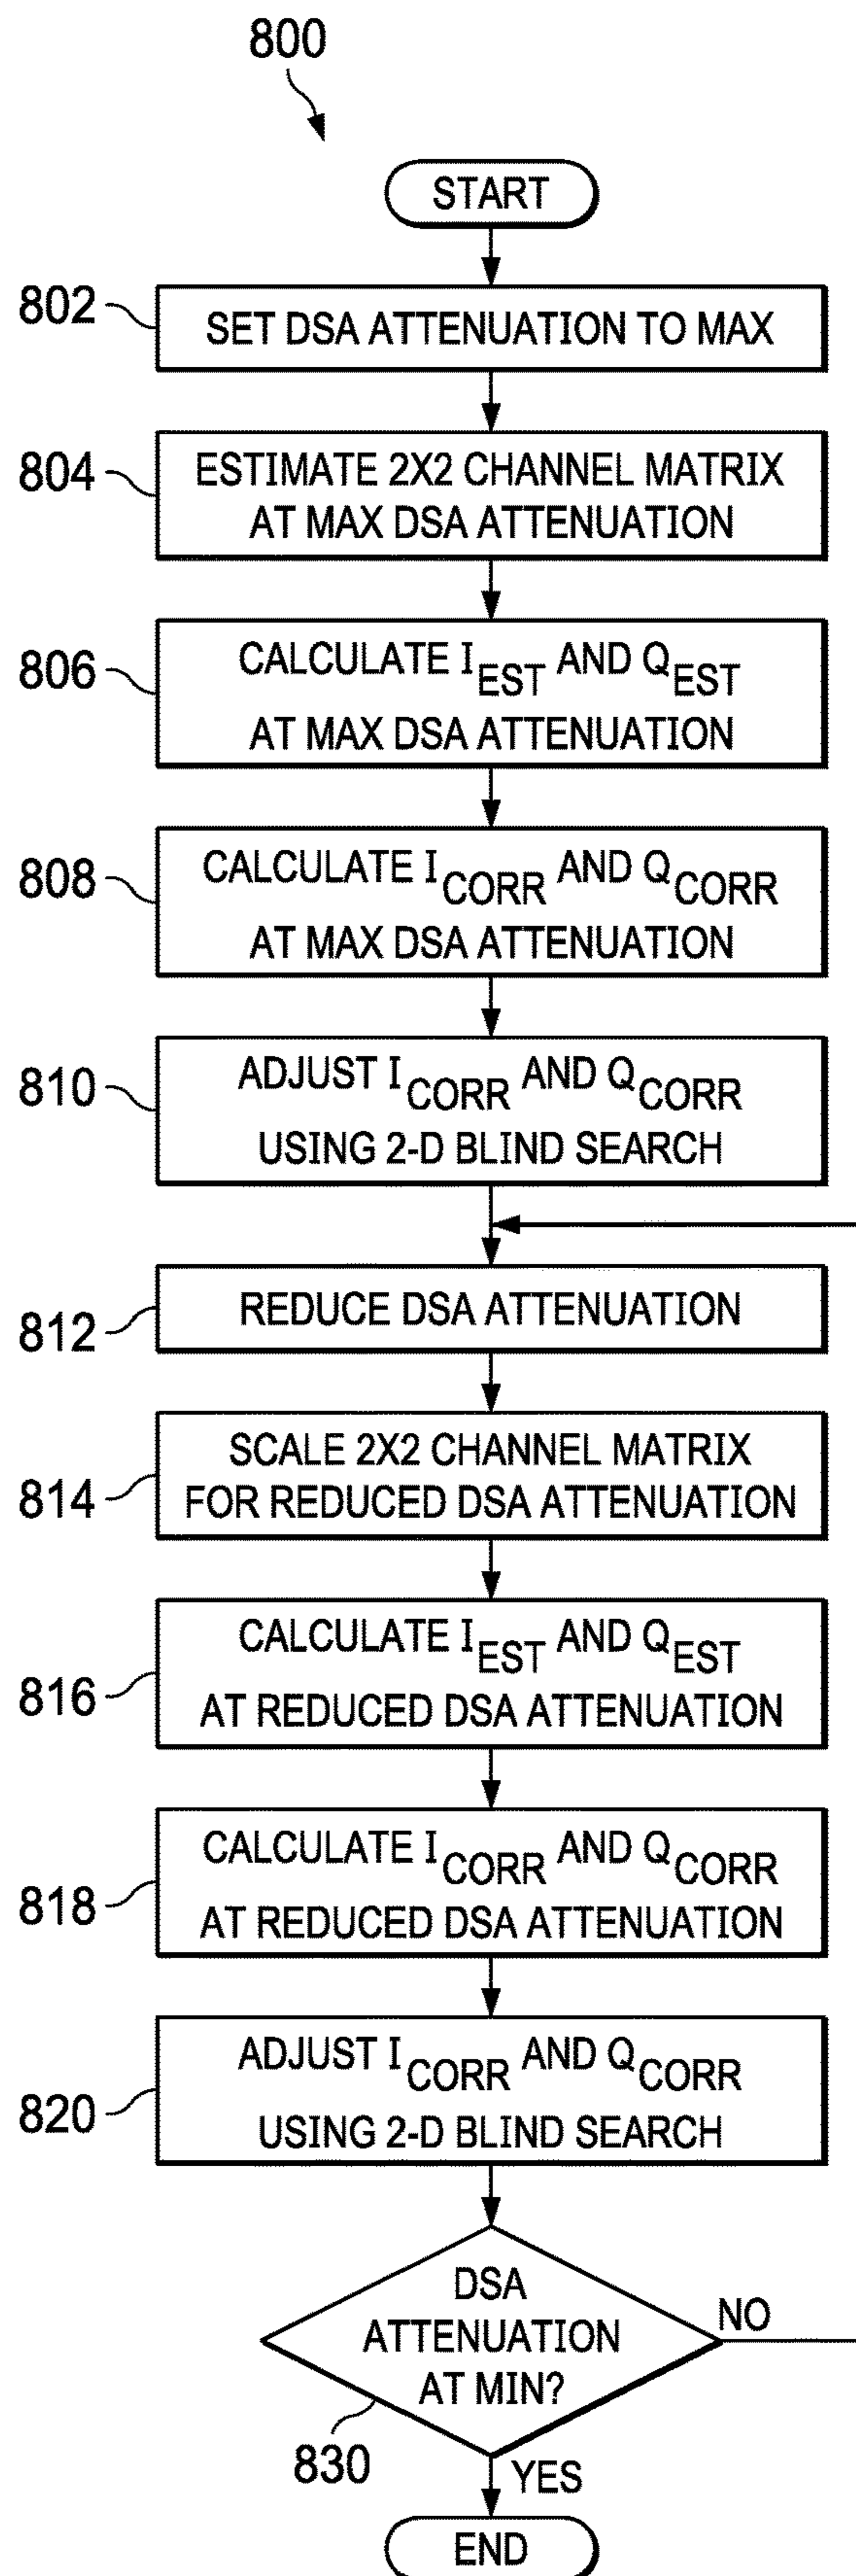 800
START
802
SET DSA ATTENUATION TO MAX
804
ESTIMATE 2X2 CHANNEL MATRIX
AT MAX DSA ATTENUATION
806
CALCULATE I_EST AND Q_EST
AT MAX DSA ATTENUATION
808
CALCULATE I_CORR AND Q_CORR
AT MAX DSA ATTENUATION
810
ADJUST I_CORR AND Q_CORR
USING 2-D BLIND SEARCH
812
REDUCE DSA ATTENUATION
814
SCALE 2X2 CHANNEL MATRIX
FOR REDUCED DSA ATTENUATION
816
CALCULATE I_EST AND Q_EST
AT REDUCED DSA ATTENUATION
818
CALCULATE I_CORR AND Q_CORR
AT REDUCED DSA ATTENUATION
820
ADJUST I_CORR AND Q_CORR
USING 2-D BLIND SEARCH
DSA
ATTENUATION
AT MIN?
NO
830
YES
END